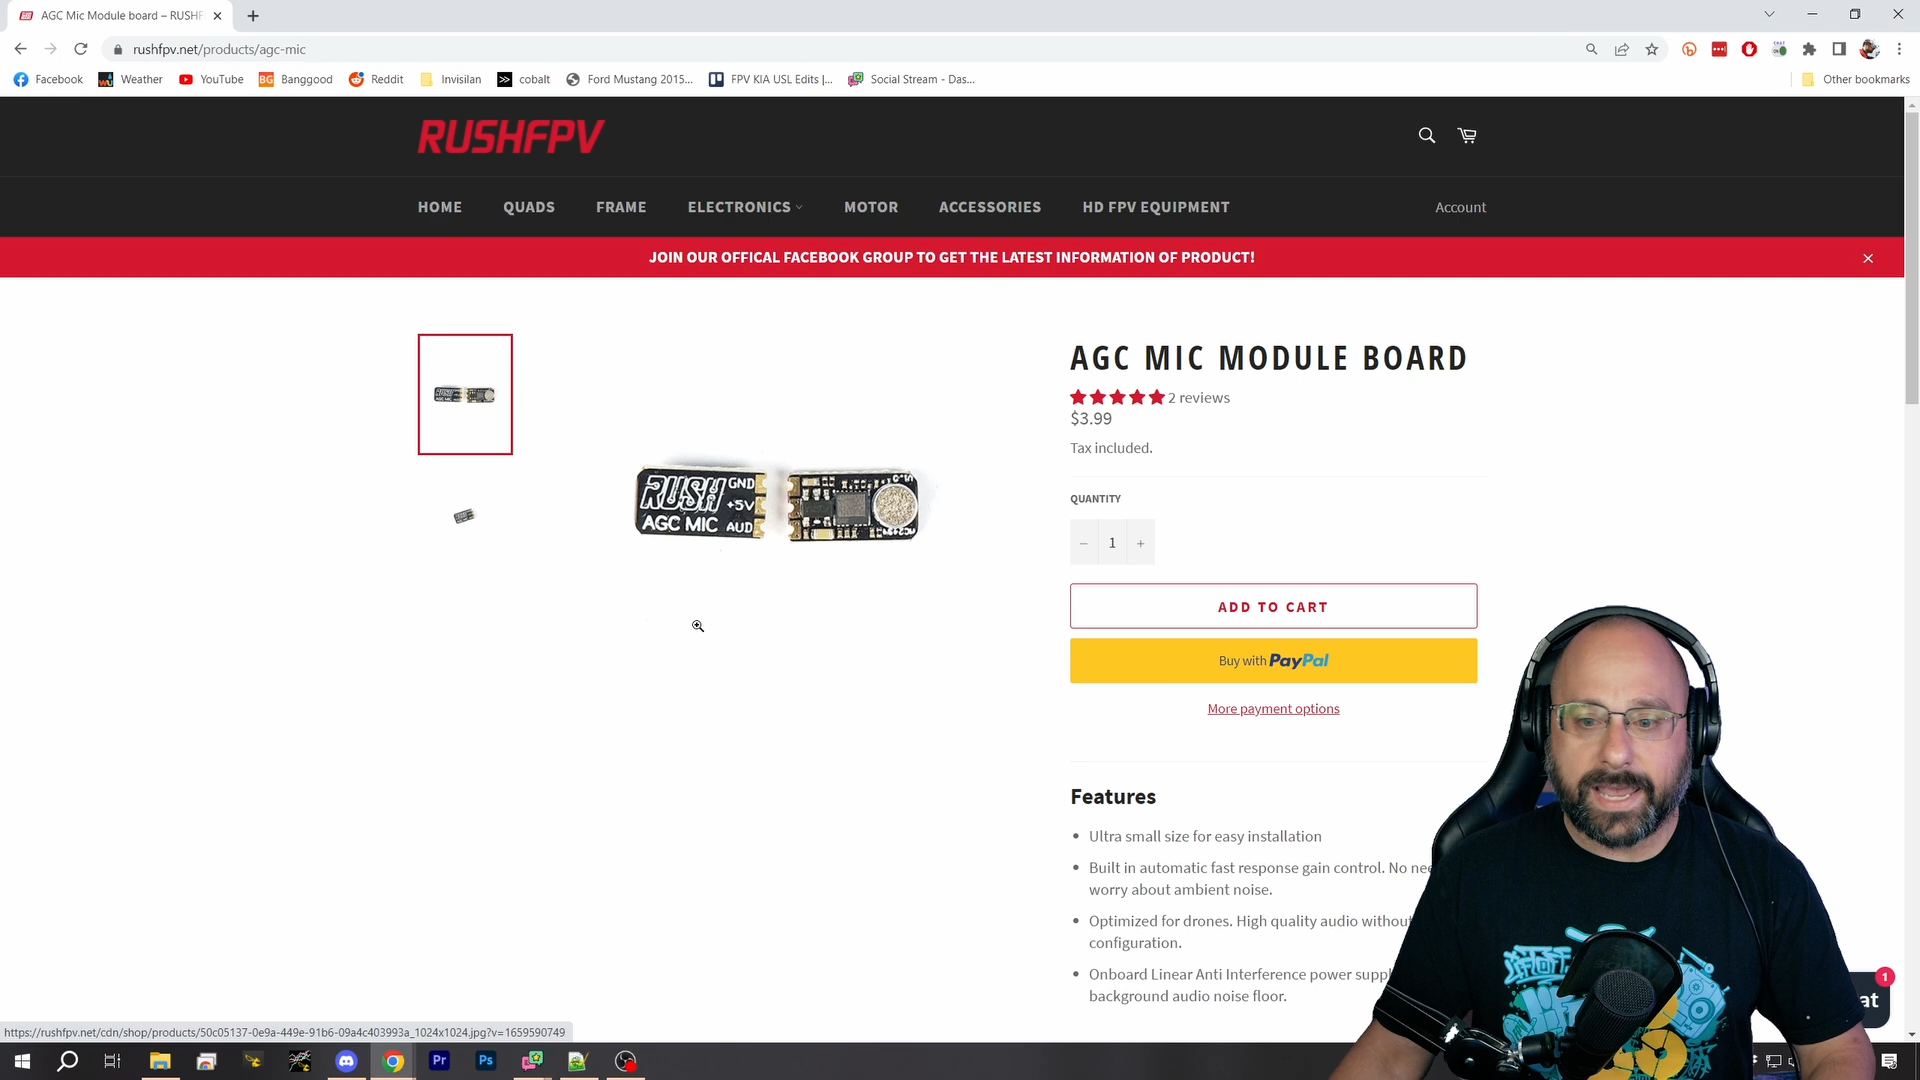 AGC Mic Module board – RUSHF
rushfpv.net/products/agc-mic
Facebook
Weather
YouTube
BG Banggood
Reddit
Invisilan
cobalt
Ford Mustang 2015...
FPV KIA USL Edits |...
Social Stream - Das...
Other bookmarks
RUSHFPV
HOME
QUADS
FRAME
ELECTRONICS
MOTOR
ACCESSORIES
HD FPV EQUIPMENT
Account
JOIN OUR OFFICAL FACEBOOK GROUP TO GET THE LATEST INFORMATION OF PRODUCT!
RUSH
AGC MIC
GND
+5V
AUD
AGC MIC MODULE BOARD
2 reviews
$3.99
Tax included.
QUANTITY
− 1 +
ADD TO CART
Buy with PayPal
More payment options
Features
Ultra small size for easy installation
Built in automatic fast response gain control. No
worry about ambient noise.
Optimized for drones. High quality audio without
configuration.
Onboard Linear Anti Interference power
background audio noise floor.
1
at
https://rushfpv.net/cdn/shop/products/50c05137-0e9a-449e-91b6-09a4c403993a_1024x1024.jpg?v=1659590749
Pr
Ps